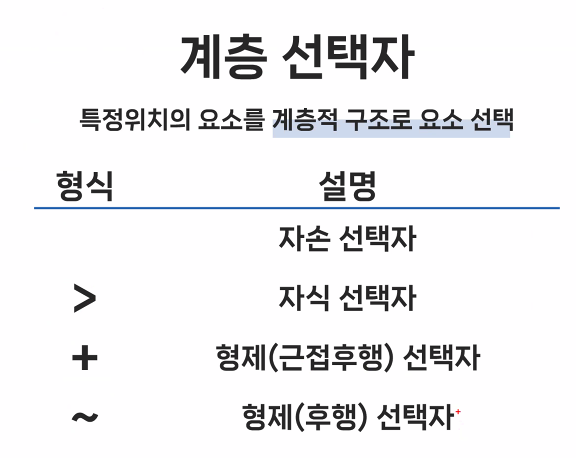 계층 선택자
특정위치의 요소를 계층적 구조로 요소 선택
형식 설명
자손 선택자
> 자식 선택자
+ 형제(근접후행) 선택자
~ 형제(후행) 선택자+